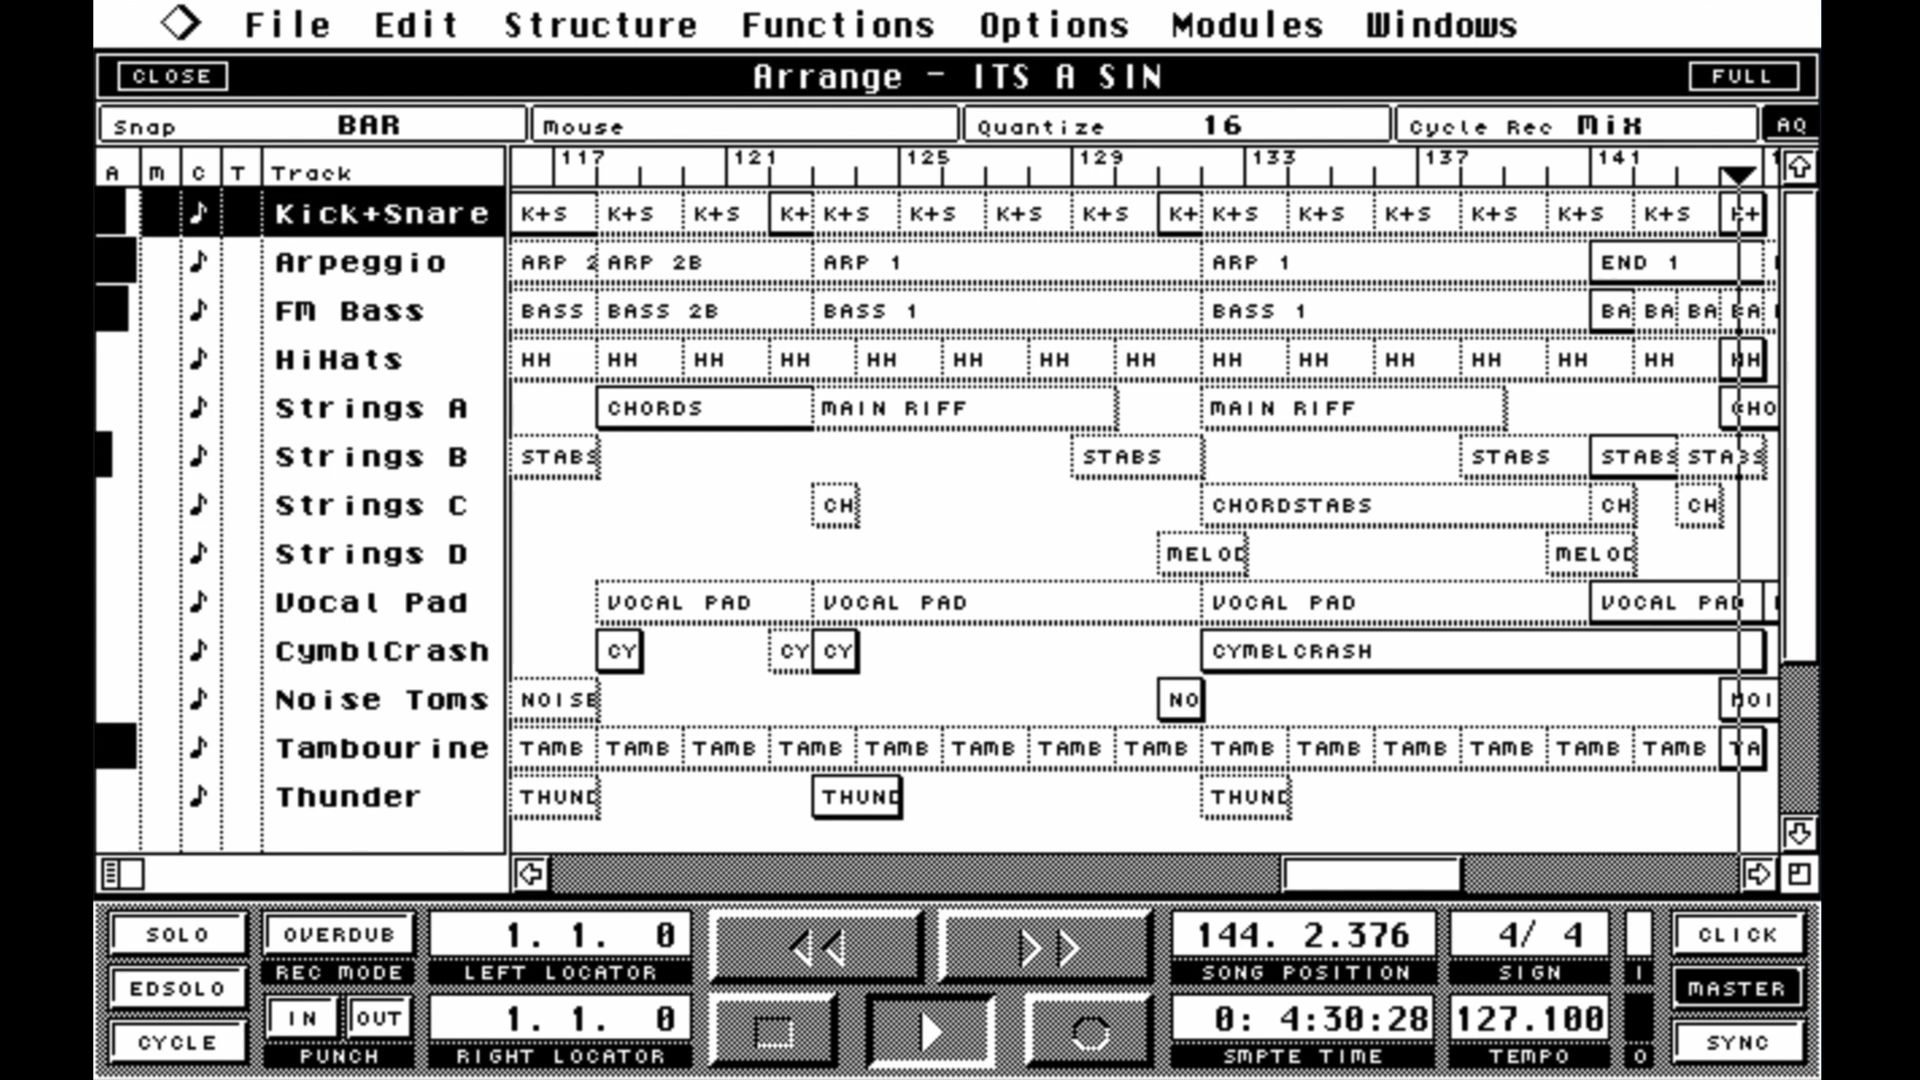 File Edit Structure Functions Options Modules Windows
CLOSE Arrange - ITS A SIN FULL
Snap BAR Mouse Quantize 16 Cycle Rec Mix AQ
A M C T Track 117 121 125 129 133 137 141
Kick+Snare K+S K+S K+S K+ K+S K+S K+S K+S K+ K+S K+S K+S K+S K+S K+
Arpeggio ARP 2 ARP 2B ARP 1 ARP 1 END 1
FM Bass BASS BASS 2B BASS 1 BASS 1 BA BA BA BA
HiHats HH HH HH HH HH HH HH HH HH HH HH HH HH HH HH
Strings A CHORDS MAIN RIFF MAIN RIFF CHO
Strings B STABS STABS STABS STABS STABS
Strings C CH CHORDSTABS CH CH
Strings D MELOD MELOD
Vocal Pad VOCAL PAD VOCAL PAD VOCAL PAD VOCAL PAD
CymblCrash CY CY CY CYMBLCRASH
Noise Toms NOISE NO NOI
Tambourine TAMB TAMB TAMB TAMB TAMB TAMB TAMB TAMB TAMB TAMB TAMB TAMB TAMB TAMB TA
Thunder THUND THUND THUND
SOLO OVERDUB 1. 1. 0 144. 2.376 4/ 4 CLICK
REC MODE LEFT LOCATOR SONG POSITION SIGN I
EDSOLO MASTER
IN OUT 1. 1. 0 0: 4:30:28 127.100
CYCLE PUNCH RIGHT LOCATOR SMPTE TIME TEMPO O SYNC